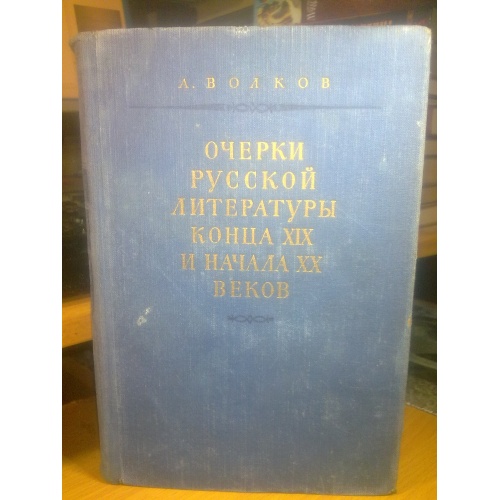 А. ВОЛКОВ
ОЧЕРКИ
РУССКОЙ
ЛИТЕРАТУРЫ
КОНЦА XIX
И НАЧАЛА XX
ВЕКОВ